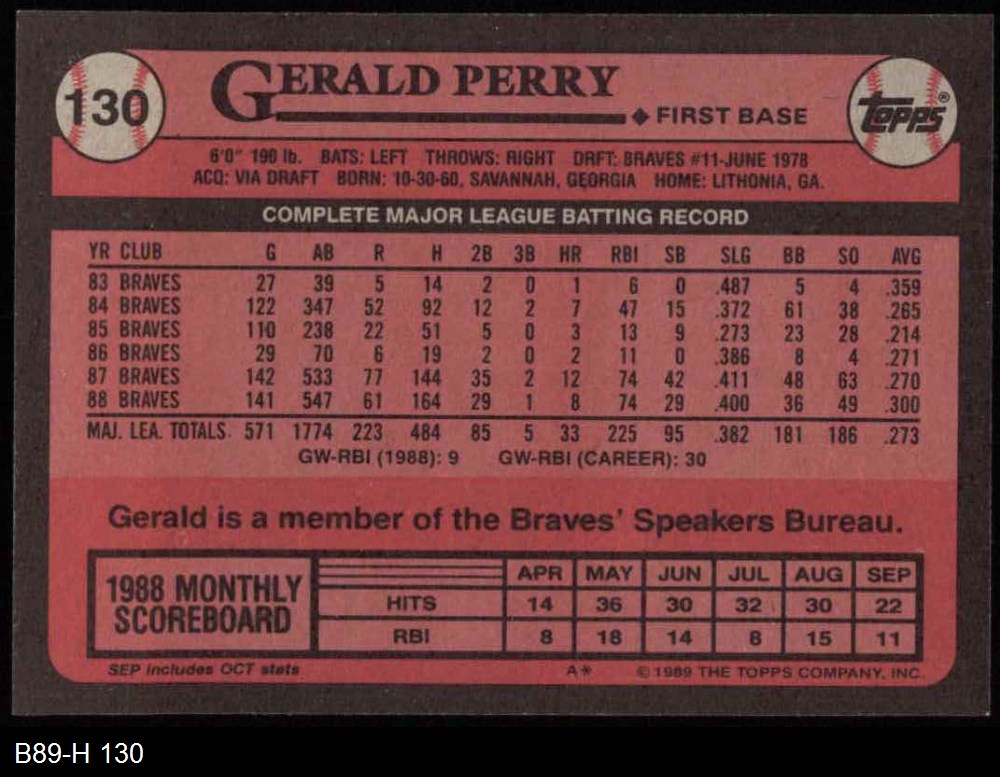 130
GERALD PERRY
◆ FIRST BASE
TOPPS®
6'0" 190 lb. BATS: LEFT THROWS: RIGHT DRFT: BRAVES #11-JUNE 1978
ACQ: VIA DRAFT BORN: 10-30-60, SAVANNAH, GEORGIA HOME: LITHONIA, GA.
COMPLETE MAJOR LEAGUE BATTING RECORD
YR CLUB G AB R H 2B 3B HR RBI SB SLG BB SO AVG
83 BRAVES 27 39 5 14 2 0 1 6 0 .487 5 4 .359
84 BRAVES 122 347 52 92 12 2 7 47 15 .372 61 38 .265
85 BRAVES 110 238 22 51 5 0 3 13 9 .273 23 28 .214
86 BRAVES 29 70 6 19 2 0 2 11 0 .386 8 4 .271
87 BRAVES 142 533 77 144 35 2 12 74 42 .411 48 63 .270
88 BRAVES 141 547 61 164 29 1 8 74 29 .400 36 49 .300
MAJ. LEA. TOTALS 571 1774 223 484 85 5 33 225 95 .382 181 186 .273
GW-RBI (1988): 9 GW-RBI (CAREER): 30
Gerald is a member of the Braves' Speakers Bureau.
1988 MONTHLY
SCOREBOARD
APR MAY JUN JUL AUG SEP
HITS 14 36 30 32 30 22
RBI 8 18 14 8 15 11
SEP includes OCT stats A* © 1989 THE TOPPS COMPANY, INC.
B89-H 130